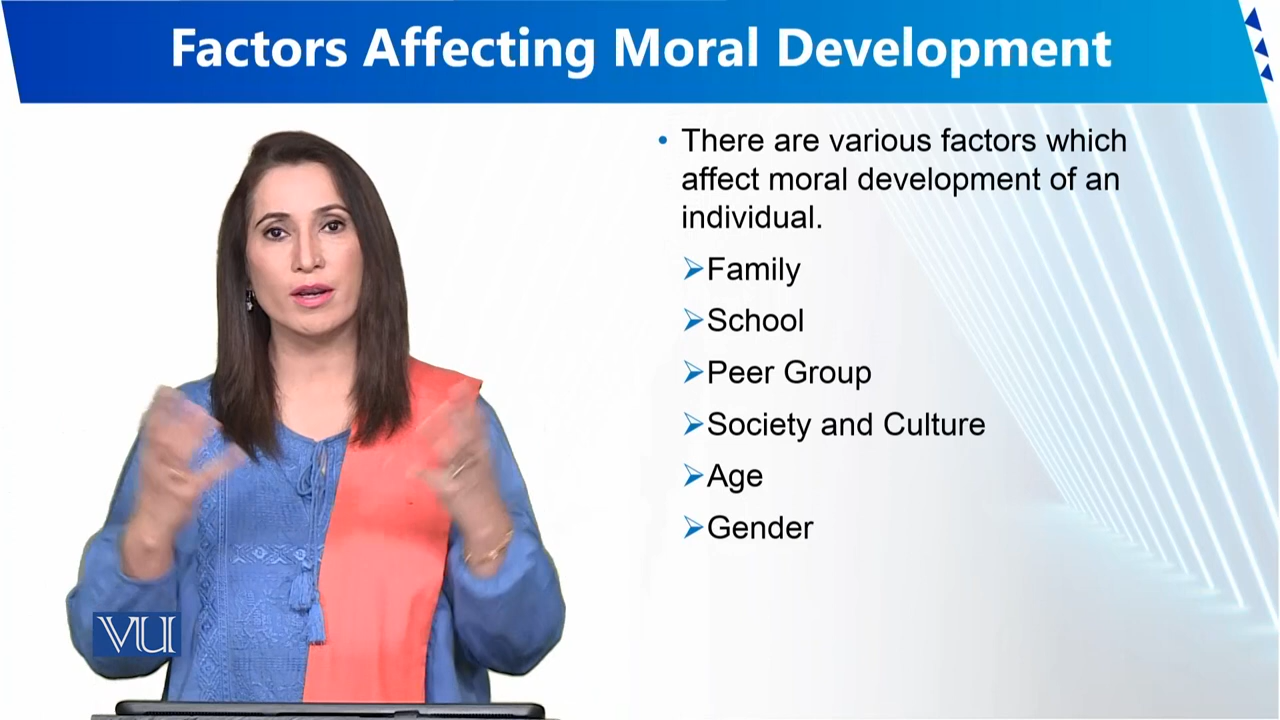 Factors Affecting Moral Development
• There are various factors which
affect moral development of an
individual.
➢Family
➢School
➢Peer Group
➢Society and Culture
➢Age
➢Gender
VU